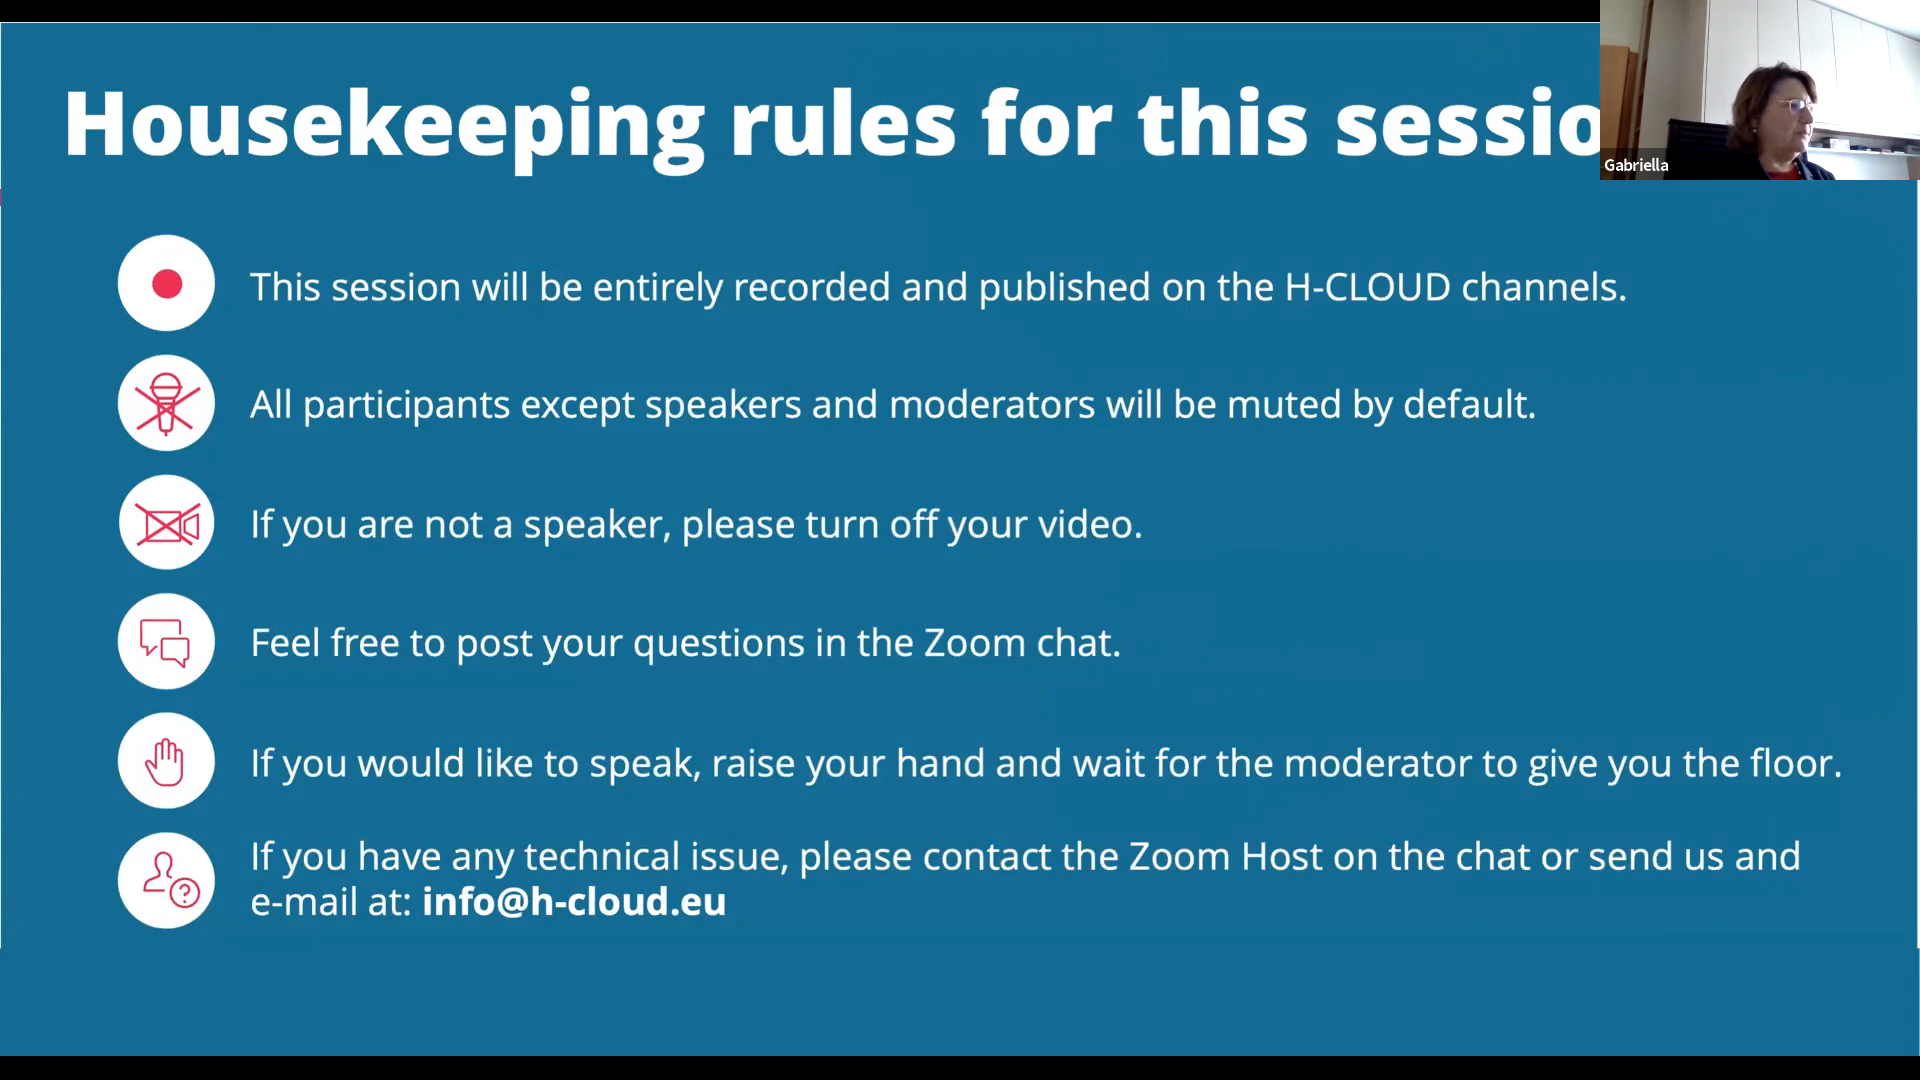 Housekeeping rules for this sessio
Gabriella
This session will be entirely recorded and published on the H-CLOUD channels.
All participants except speakers and moderators will be muted by default.
If you are not a speaker, please turn off your video.
Feel free to post your questions in the Zoom chat.
If you would like to speak, raise your hand and wait for the moderator to give you the floor.
If you have any technical issue, please contact the Zoom Host on the chat or send us and
e-mail at: info@h-cloud.eu